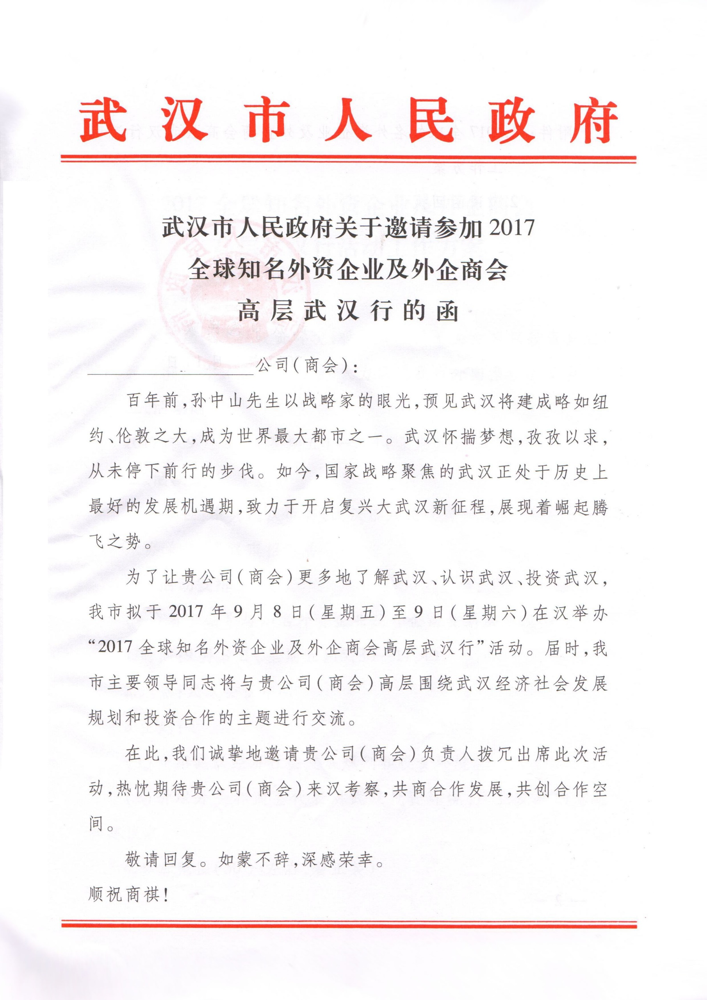 武汉市人民政府
武汉市人民政府关于邀请参加2017
全球知名外资企业及外企商会
高层武汉行的函
公司(商会):
百年前,孙中山先生以战略家的眼光,预见武汉将建成略如纽
约、伦敦之大,成为世界最大都市之一。武汉怀揣梦想,孜孜以求,
从未停下前行的步伐。如今,国家战略聚焦的武汉正处于历史上
最好的发展机遇期,致力于开启复兴大武汉新征程,展现着崛起腾
飞之势。
为了让贵公司(商会)更多地了解武汉、认识武汉、投资武汉,
我市拟于2017年9月8日(星期五)至9日(星期六)在汉举办
“2017全球知名外资企业及外企商会高层武汉行”活动。届时,我
市主要领导同志将与贵公司(商会)高层围绕武汉经济社会发展
规划和投资合作的主题进行交流。
在此,我们诚挚地邀请贵公司(商会)负责人拨冗出席此次活
动,热忱期待贵公司(商会)来汉考察,共商合作发展,共创合作空
间。
敬请回复。如蒙不辞,深感荣幸。
顺祝商祺!